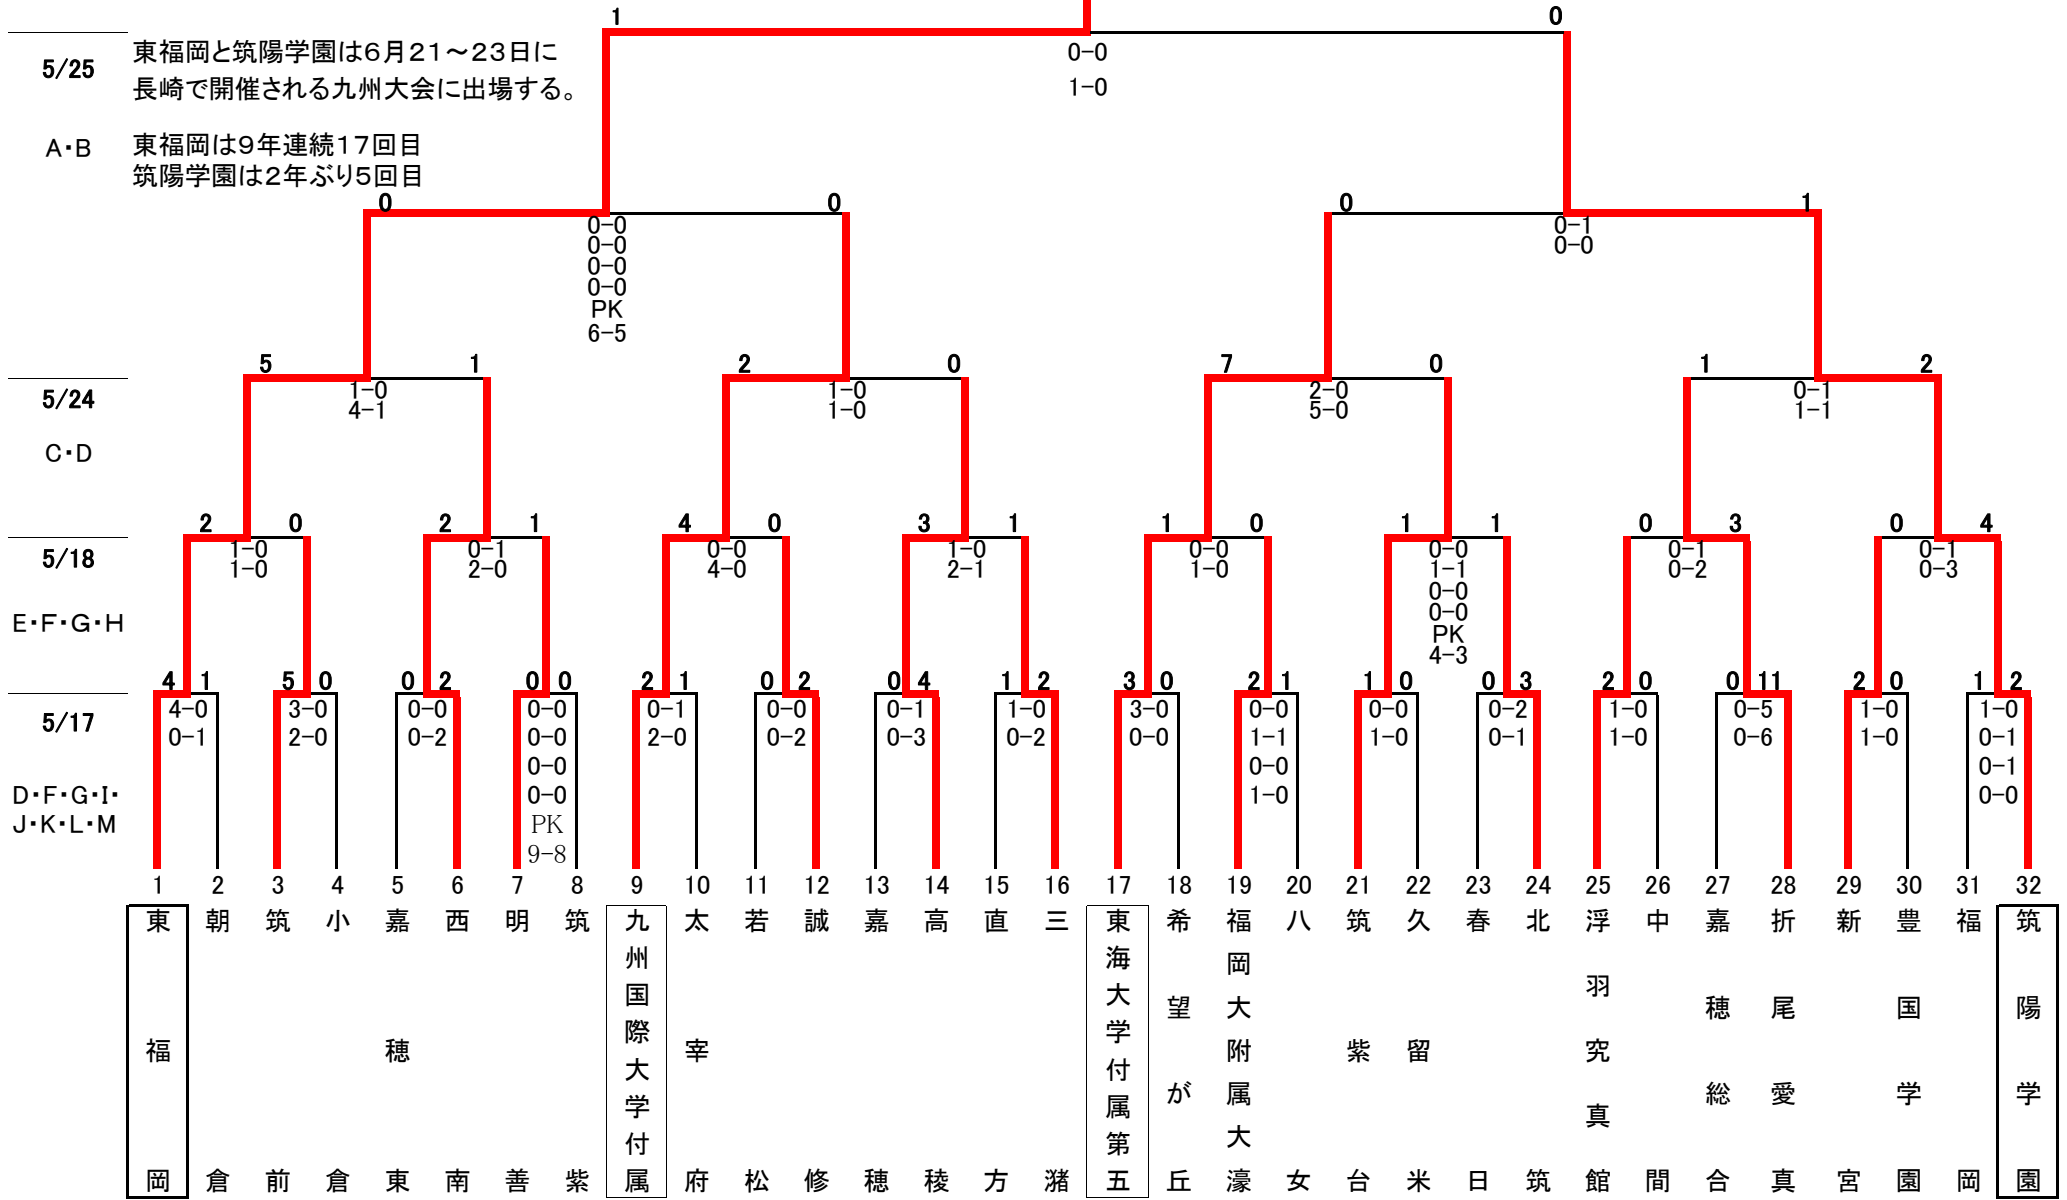 1 0
5/25
東福岡と筑陽学園は6月21～23日に
長崎で開催される九州大会に出場する。
0-0
1-0
A・B
東福岡は9年連続17回目
筑陽学園は2年ぶり5回目
0 0 0 1
0-0 0-1
0-0 0-0
0-0
0-0
PK
6-5
5 1 2 0 7 0 1 2
5/24
1-0 1-0 2-0 0-1
4-1 1-0 5-0 1-1
C・D
2 0 2 1 4 0 3 1 1 0 1 1 0 3 0 4
5/18
1-0 0-1 0-0 1-0 0-0 0-0 0-1 0-1
1-0 2-0 4-0 2-1 1-0 1-1 0-2 0-3
0-0
0-0
PK
4-3
E・F・G・H
4 1 5 0 0 2 0 0 2 1 0 2 0 4 1 2 3 0 2 1 1 0 0 3 2 0 0 11 2 0 1 2
5/17
4-0 3-0 0-0 0-0 0-1 0-0 0-1 1-0 3-0 0-0 0-0 0-2 1-0 0-5 1-0 1-0
0-1 2-0 0-2 0-0 2-0 0-2 0-3 0-2 0-0 1-1 1-0 0-1 1-0 0-6 1-0 0-1
0-0 0-0 0-1
0-0 1-0 0-0
PK
9-8
D・F・G・I・
J・K・L・M
1 2 3 4 5 6 7 8 9 10 11 12 13 14 15 16 17 18 19 20 21 22 23 24 25 26 27 28 29 30 31 32
東福岡
朝倉
筑前
小倉
嘉穂東
西南
明善
筑紫
九州国際大学付属
太宰府
若松
誠修
嘉穂
高稜
直方
三潴
東海大学付属第五
希望が丘
福岡大附属大濠
八女
筑紫台
久留米
春日
北筑
浮羽究真館
中間
嘉穂総合
折尾愛真
新宮
豊国学園
福岡
筑陽学園